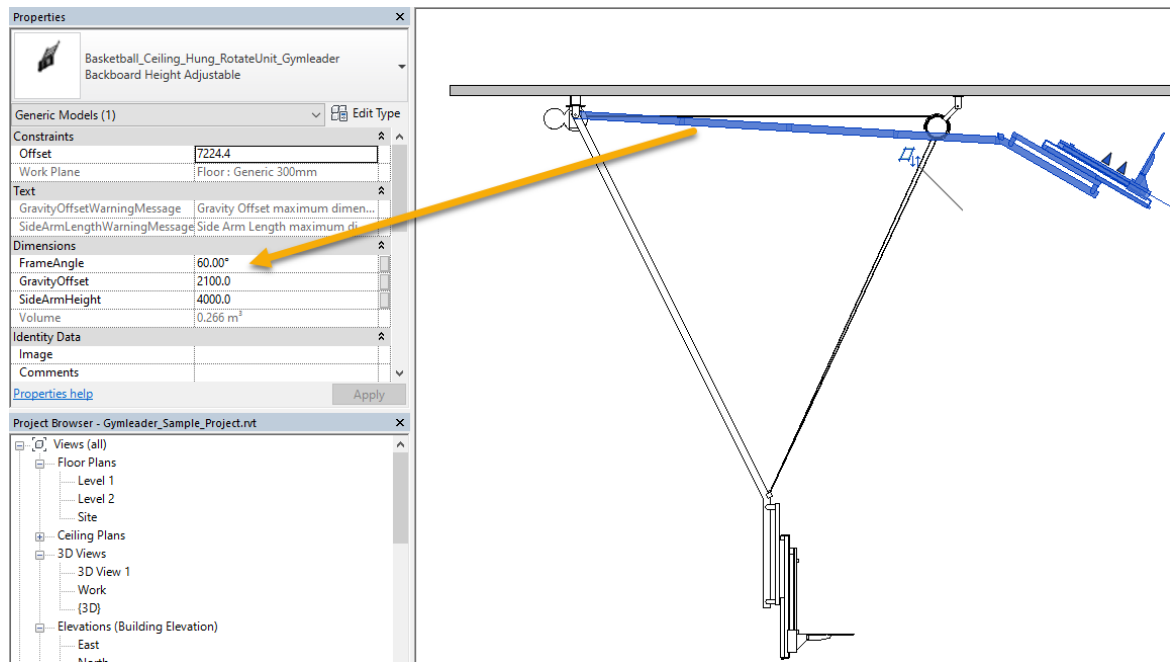 Properties
Basketball_Ceiling_Hung_RotateUnit_Gymleader
Backboard Height Adjustable
Generic Models (1)
Edit Type
Constraints
Offset 7224.4
Work Plane Floor : Generic 300mm
Text
GravityOffsetWarningMessage Gravity Offset maximum dimen...
SideArmLengthWarningMessage Side Arm Length maximum di
Dimensions
FrameAngle 60.00°
GravityOffset 2100.0
SideArmHeight 4000.0
Volume 0.266 m³
Identity Data
Image
Comments
Properties help
Apply
Project Browser - Gymleader_Sample_Project.rvt
Views (all)
Floor Plans
Level 1
Level 2
Site
Ceiling Plans
3D Views
3D View 1
Work
{3D}
Elevations (Building Elevation)
East
North